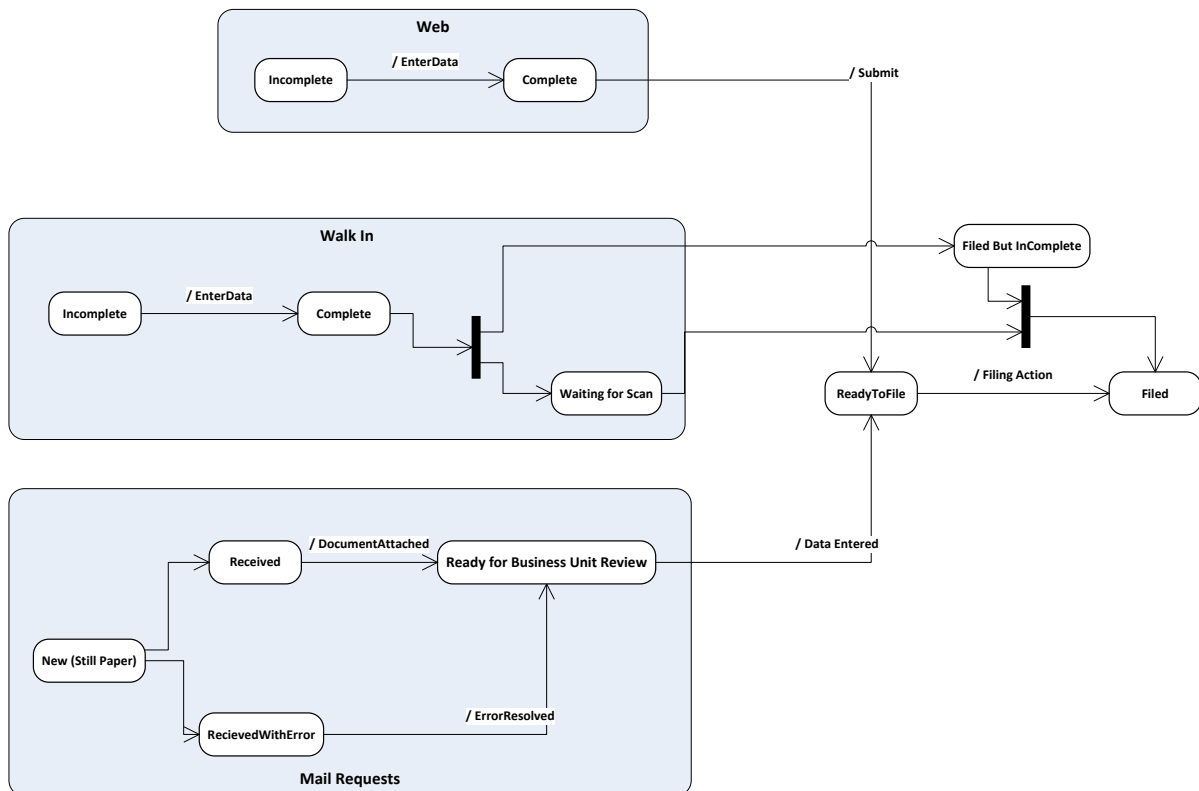 Web
Incomplete
/ EnterData
Complete
/ Submit
Walk In
Incomplete
/ EnterData
Complete
Waiting for Scan
Filed But InComplete
ReadyToFile
/ Filing Action
Filed
New (Still Paper)
Received
/ DocumentAttached
Ready for Business Unit Review
/ Data Entered
RecievedWithError
/ ErrorResolved
Mail Requests